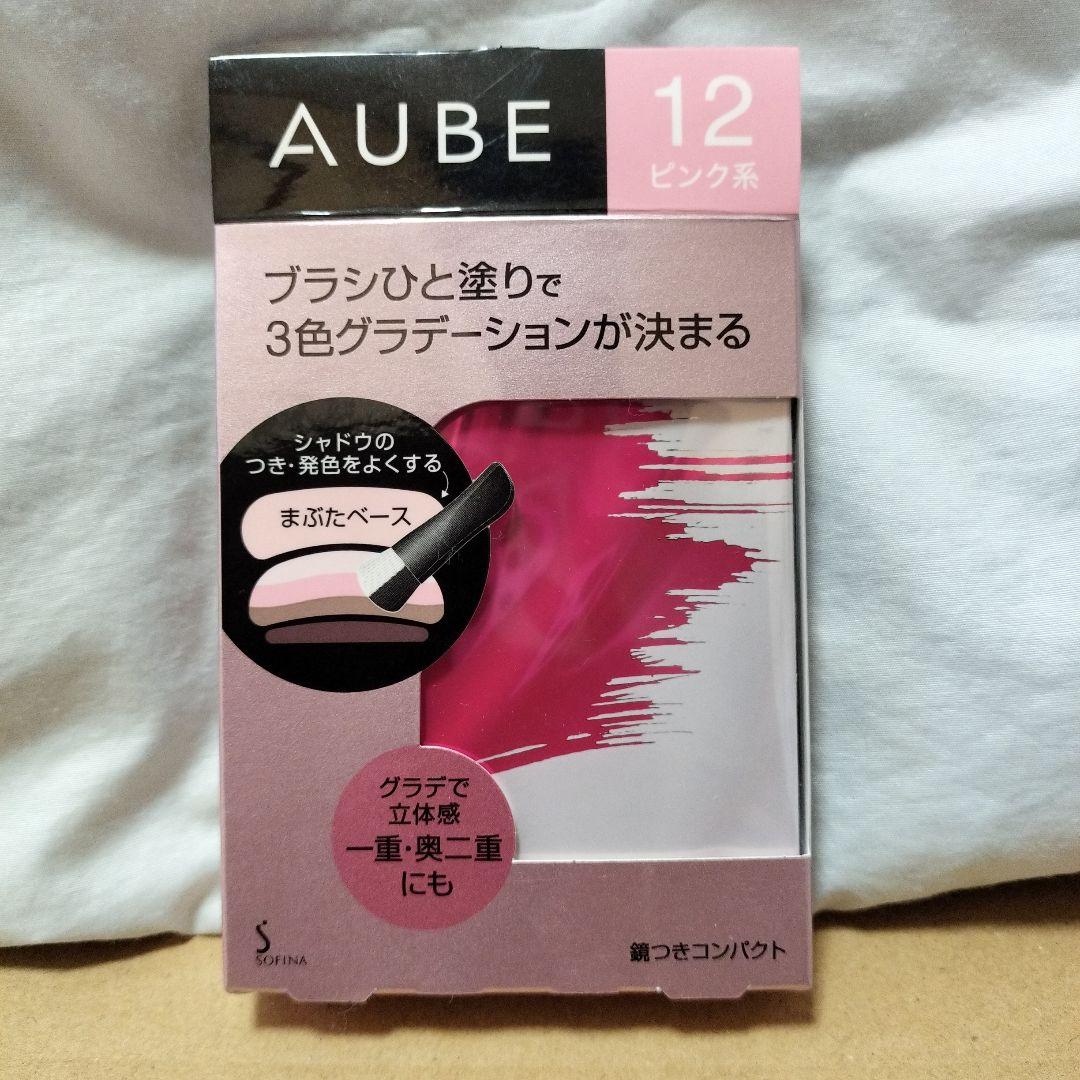 AUBE
12
ピンク系
ブラシひと塗りで
3色グラデーションが決まる
シャドウの
つき・発色をよくする
まぶたベース
グラデで
立体感
一重・奥二重
にも
SOFINA
鏡つきコンパクト